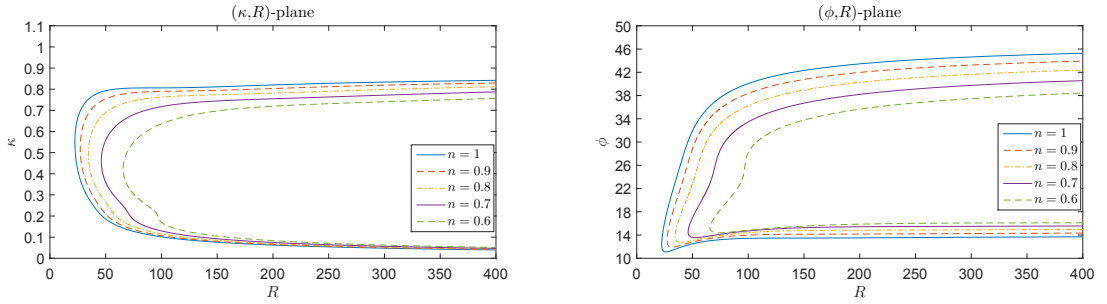 (κ,R)-plane
1.1
1
0.9
0.8
0.7
0.6
0.5
0.4
0.3
0.2
0.1
0
κ
0 50 100 150 200 250 300 350 400
R
n = 1
n = 0.9
n = 0.8
n = 0.7
n = 0.6
(ϕ,R)-plane
50
46
42
38
34
30
26
22
18
14
10
ϕ
0 50 100 150 200 250 300 350 400
R
n = 1
n = 0.9
n = 0.8
n = 0.7
n = 0.6